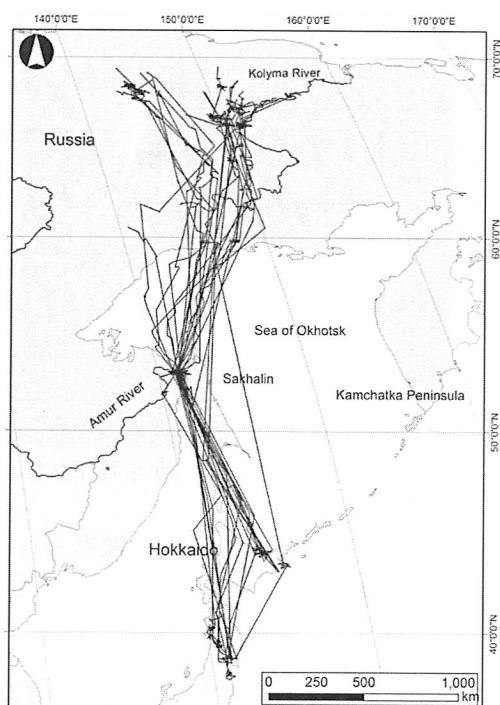 140°0'0"E
150°0'0"E
160°0'0"E
170°0'0"E
70°0'0"N
Kolyma River
Russia
60°0'0"N
Sea of Okhotsk
Sakhalin
Kamchatka Peninsula
Amur River
50°0'0"N
Hokkaido
40°0'0"N
0 250 500 1,000
km